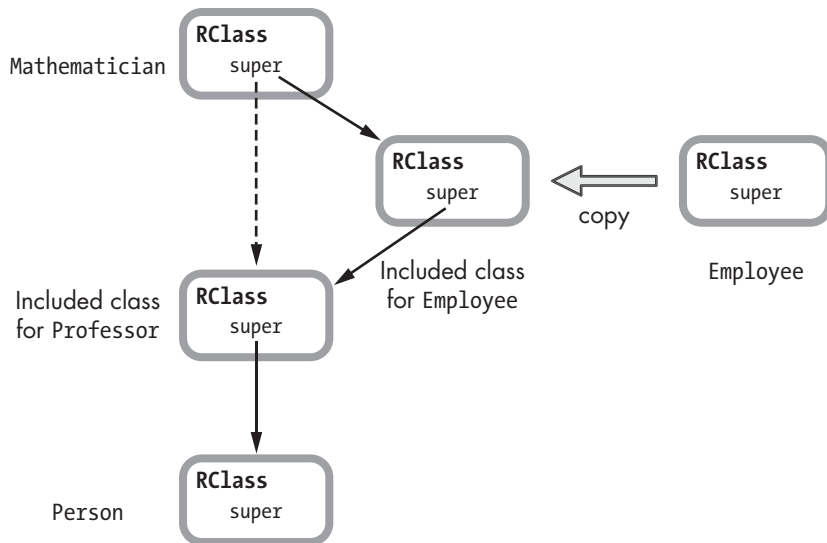 RClass
Mathematician
super
RClass
super
RClass
super
copy
Included class
for Employee
Employee
Included class
for Professor
RClass
super
RClass
super
Person